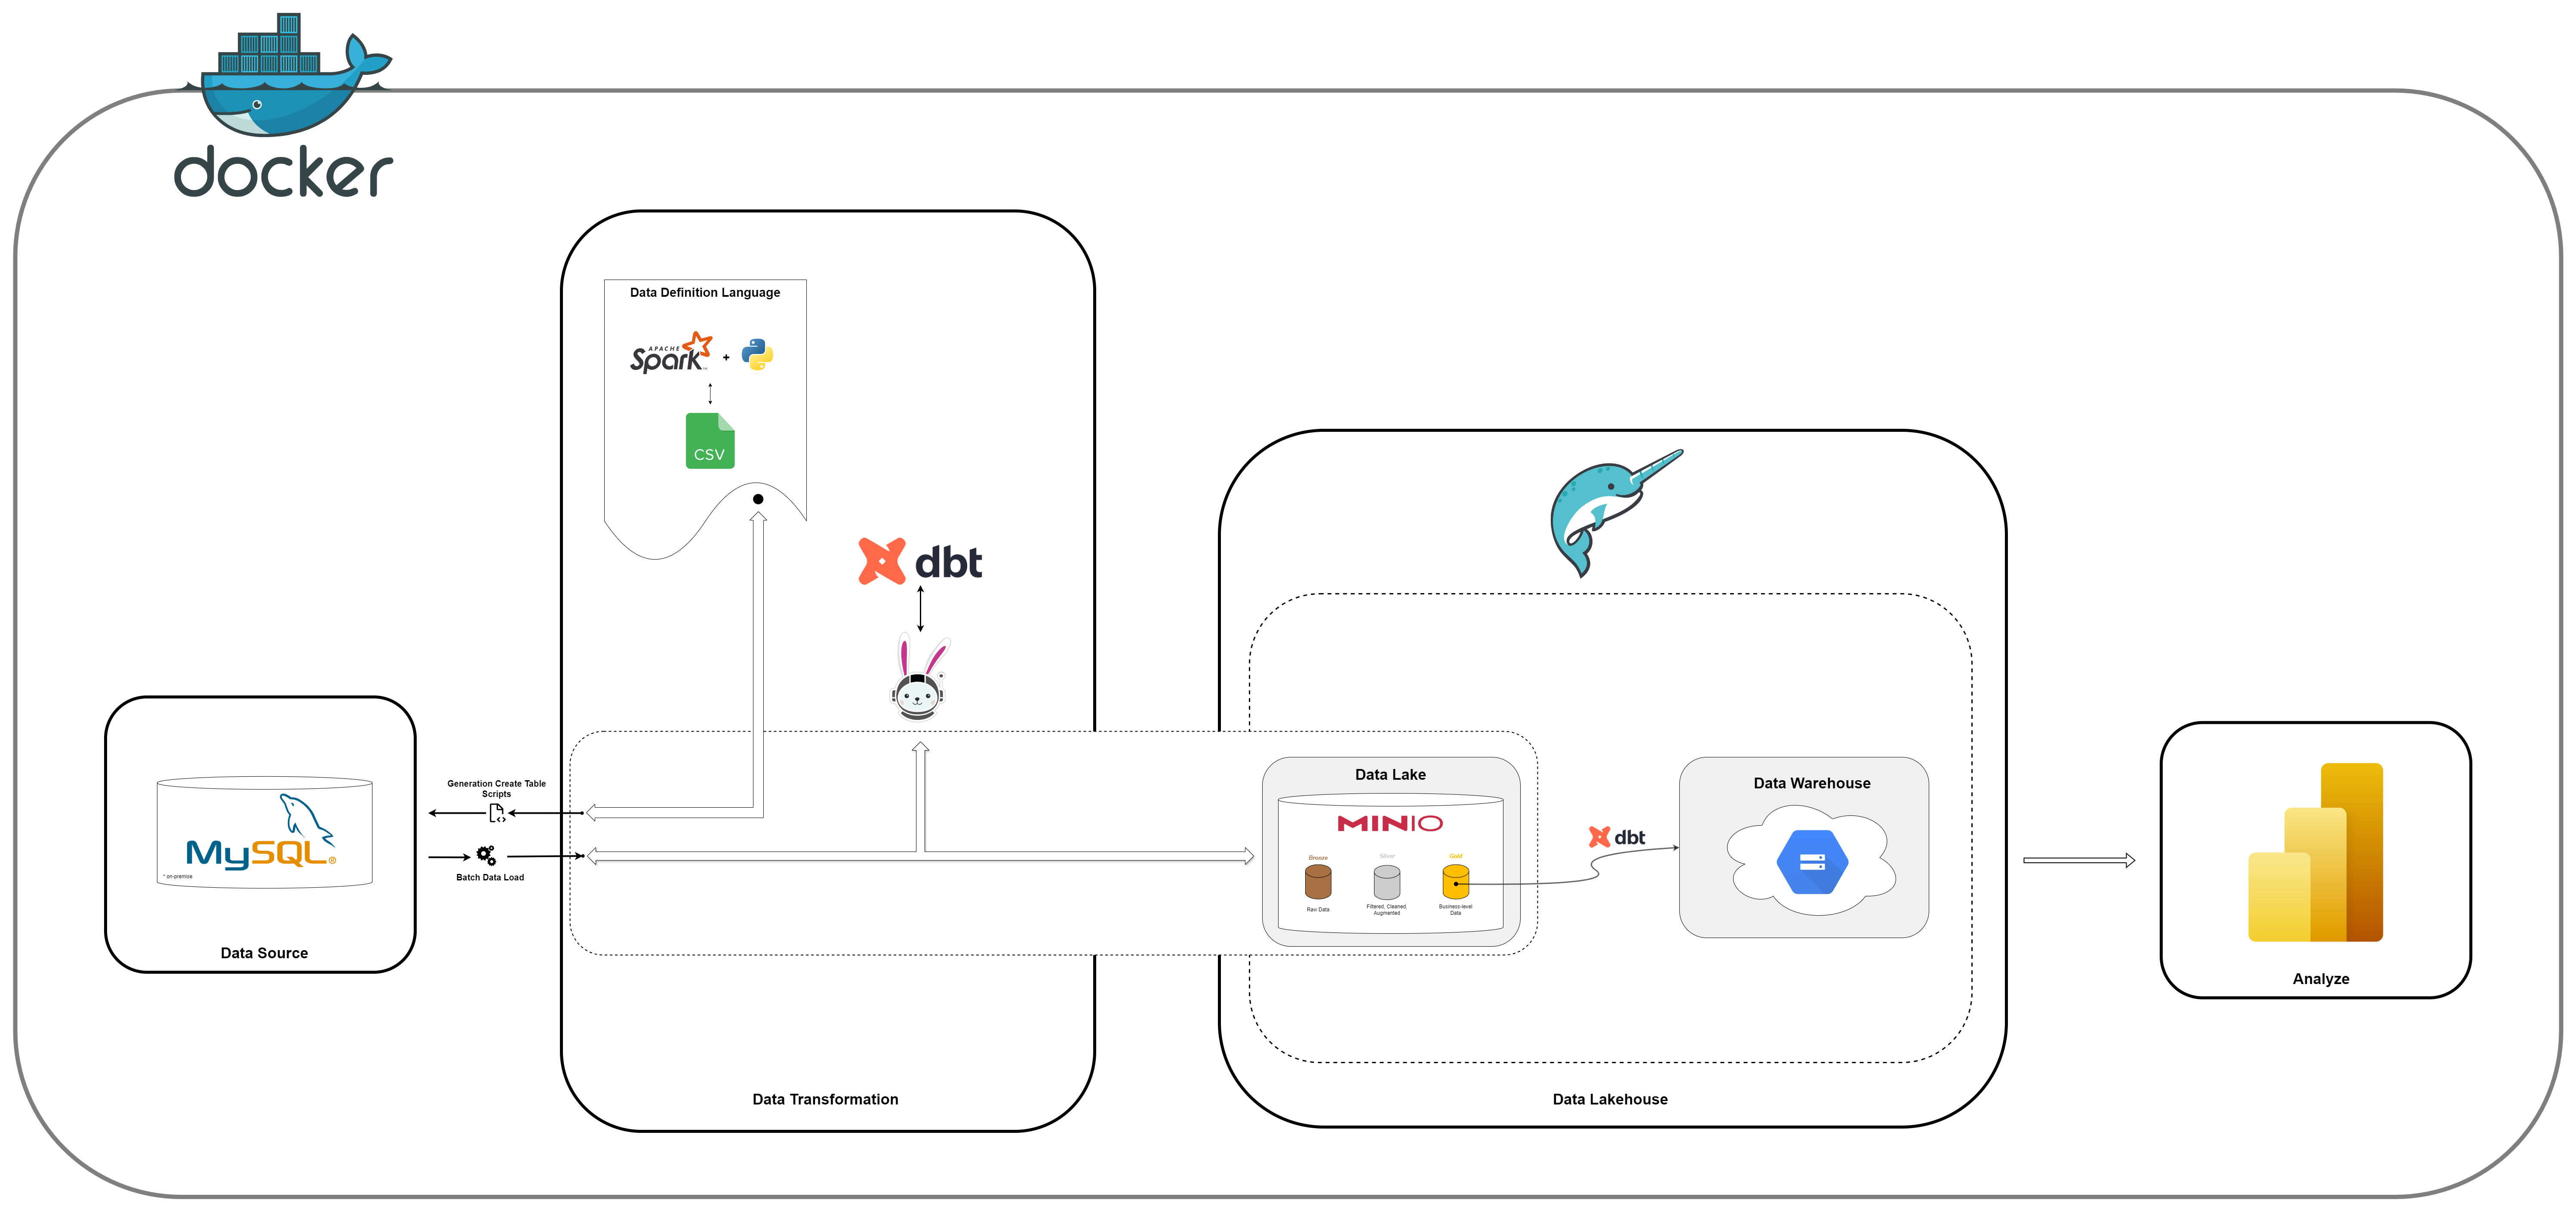 docker
Data Definition Language
APACHE
Spark
TM
+
CSV
dbt
Generation Create Table
Scripts
Batch Data Load
MySQL®
* on-premise
Data Source
Data Transformation
Data Lake
MINIO
Bronze
Silver
Gold
Raw Data
Filtered, Cleaned,
Augmented
Business-level
Data
dbt
Data Warehouse
Data Lakehouse
Analyze